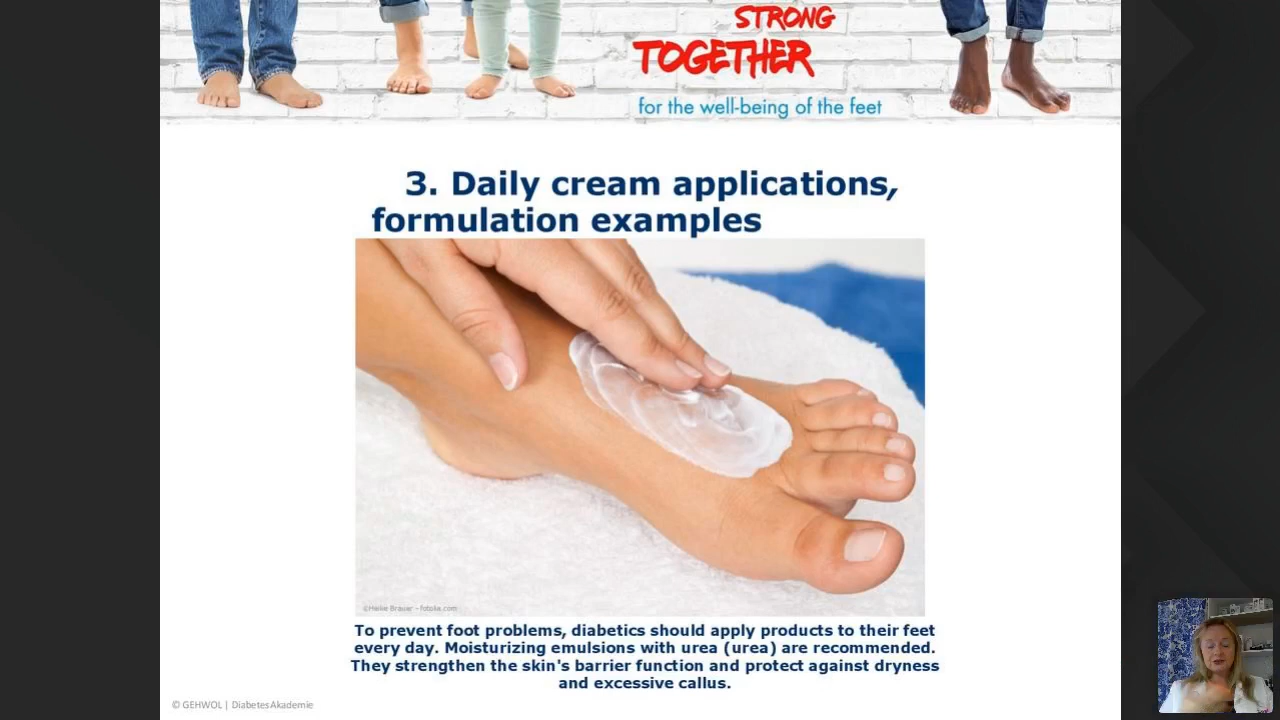 STRONG
TOGETHER
for the well-being of the feet
3. Daily cream applications,
formulation examples
©Heike Brauer - fotolia.com
To prevent foot problems, diabetics should apply products to their feet
every day. Moisturizing emulsions with urea (urea) are recommended.
They strengthen the skin's barrier function and protect against dryness
and excessive callus.
© GEHWOL | DiabetesAkademie